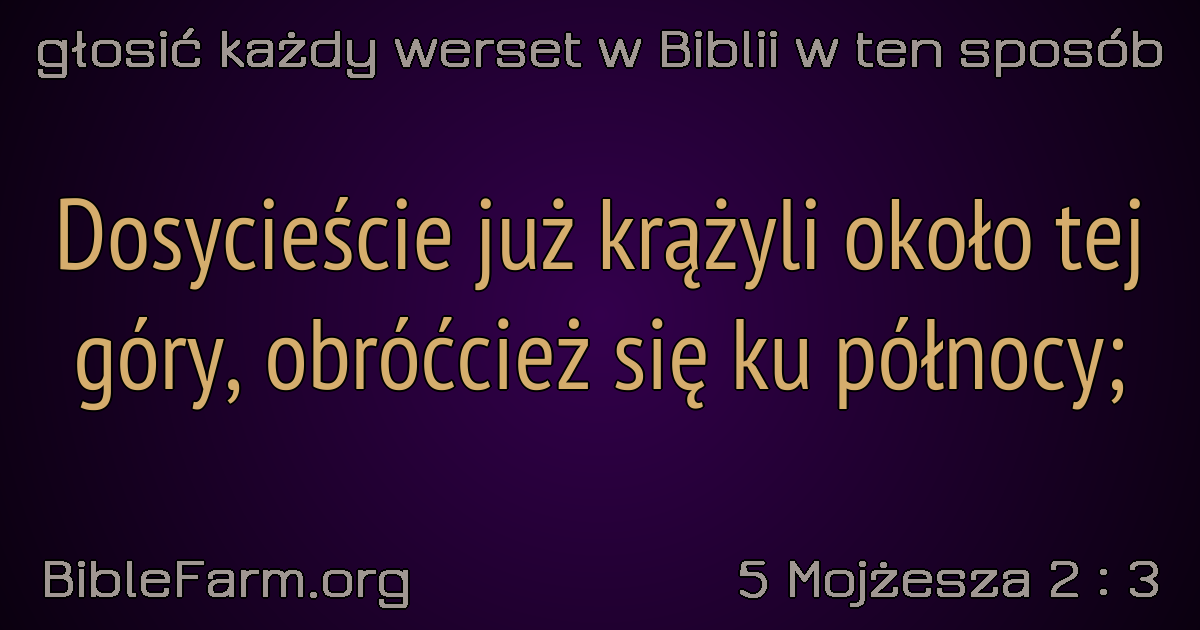 głosić każdy werset w Biblii w ten sposób
Dosycieście już krążyli około tej
góry, obróććież się ku północy;
BibleFarm.org
5 Mojżesza 2 : 3